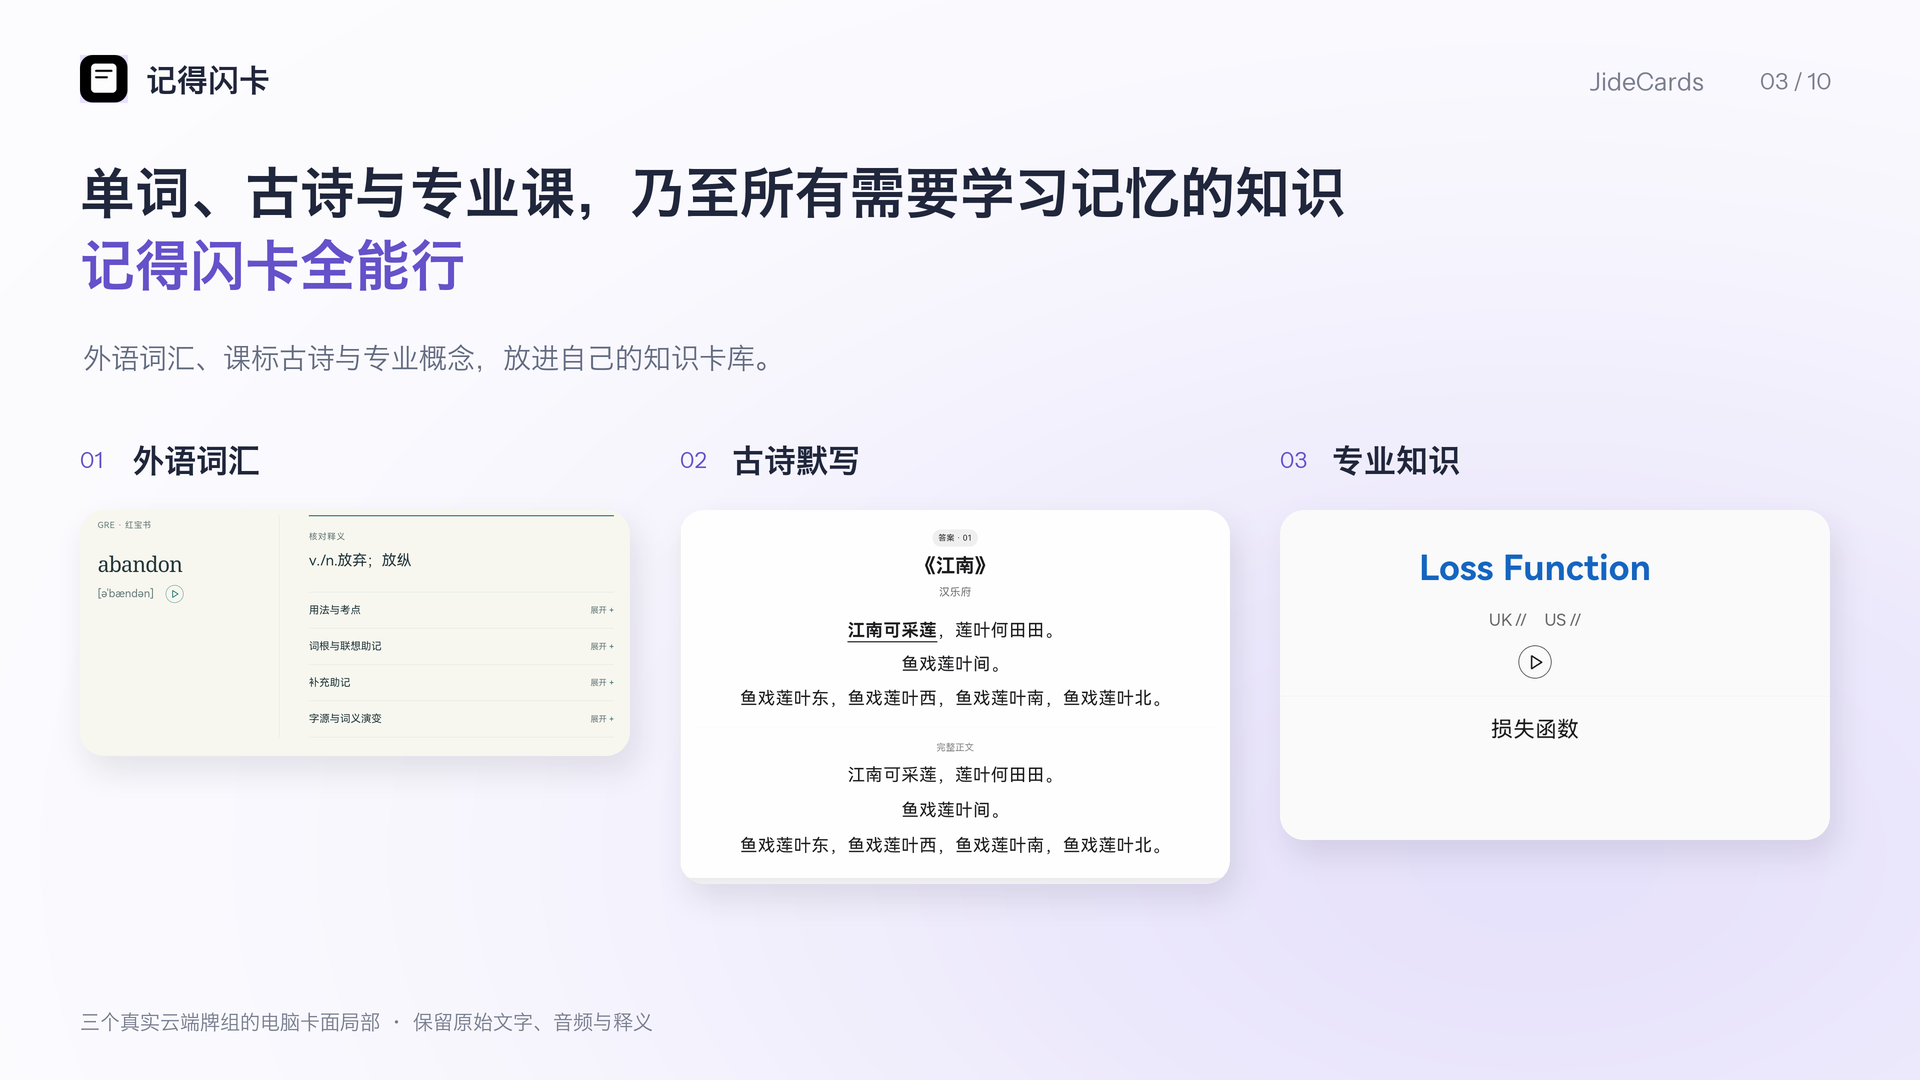 记得闪卡
JideCards
03 / 10
单词、古诗与专业课，乃至所有需要学习记忆的知识
记得闪卡全能行
外语词汇、课标古诗与专业概念，放进自己的知识卡库。
01 外语词汇
GRE · 红宝书
abandon
[ə'bændən]
核对释义
v./n.放弃；放纵
用法与考点 展开 +
词根与联想助记 展开 +
补充助记 展开 +
字源与词义演变 展开 +
02 古诗默写
答案 · 01
《江南》
汉乐府
江南可采莲，莲叶何田田。
鱼戏莲叶间。
鱼戏莲叶东，鱼戏莲叶西，鱼戏莲叶南，鱼戏莲叶北。
完整正文
江南可采莲，莲叶何田田。
鱼戏莲叶间。
鱼戏莲叶东，鱼戏莲叶西，鱼戏莲叶南，鱼戏莲叶北。
03 专业知识
Loss Function
UK // US //
损失函数
三个真实云端牌组的电脑卡面局部 · 保留原始文字、音频与释义